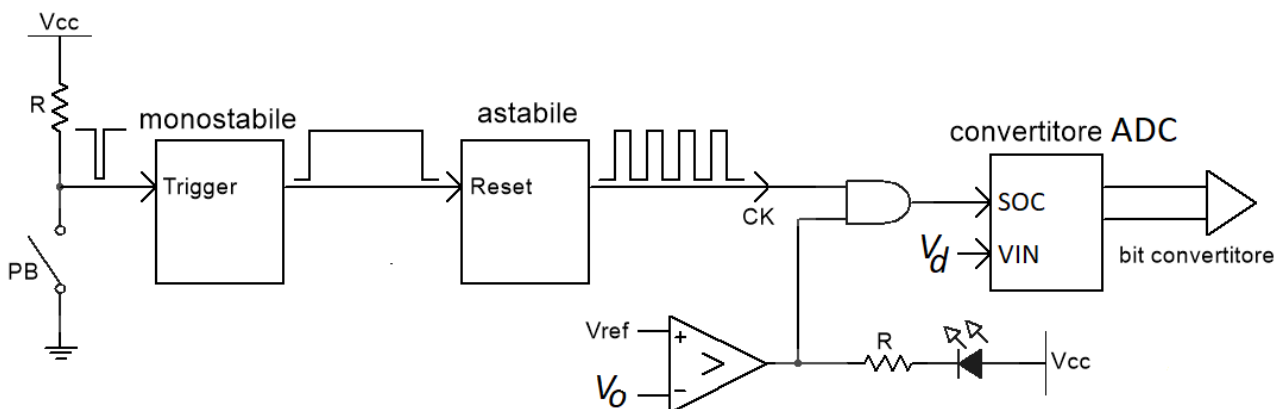 Vcc
R
monostabile
astabile
convertitore ADC
Trigger
Reset
CK
SOC
VIN
Vd
bit convertitore
PB
Vref
+
>
Vo
−
R
Vcc